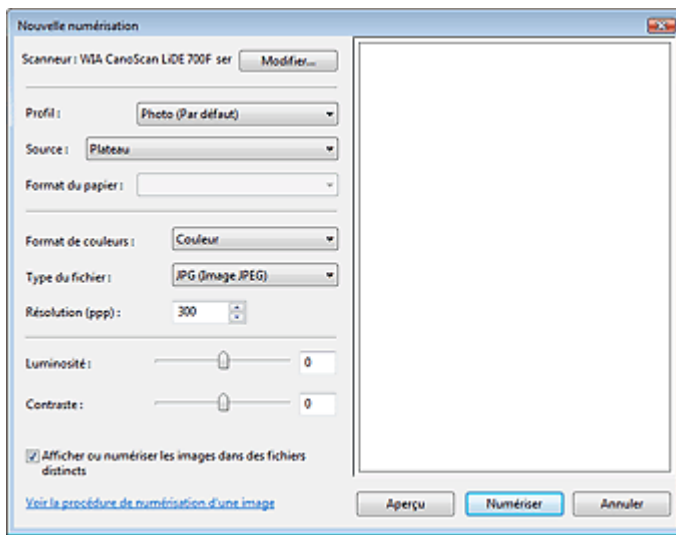 Nouvelle numérisation
Scanneur : WIA CanoScan LiDE 700F ser
Modifier...
Profil :
Photo (Par défaut)
Source :
Plateau
Format du papier :
Format de couleurs :
Couleur
Type du fichier :
JPG (Image JPEG)
Résolution (ppp) :
300
Luminosité :
0
Contraste :
0
Afficher ou numériser les images dans des fichiers
distincts
Voir la procédure de numérisation d'une image
Aperçu
Numériser
Annuler